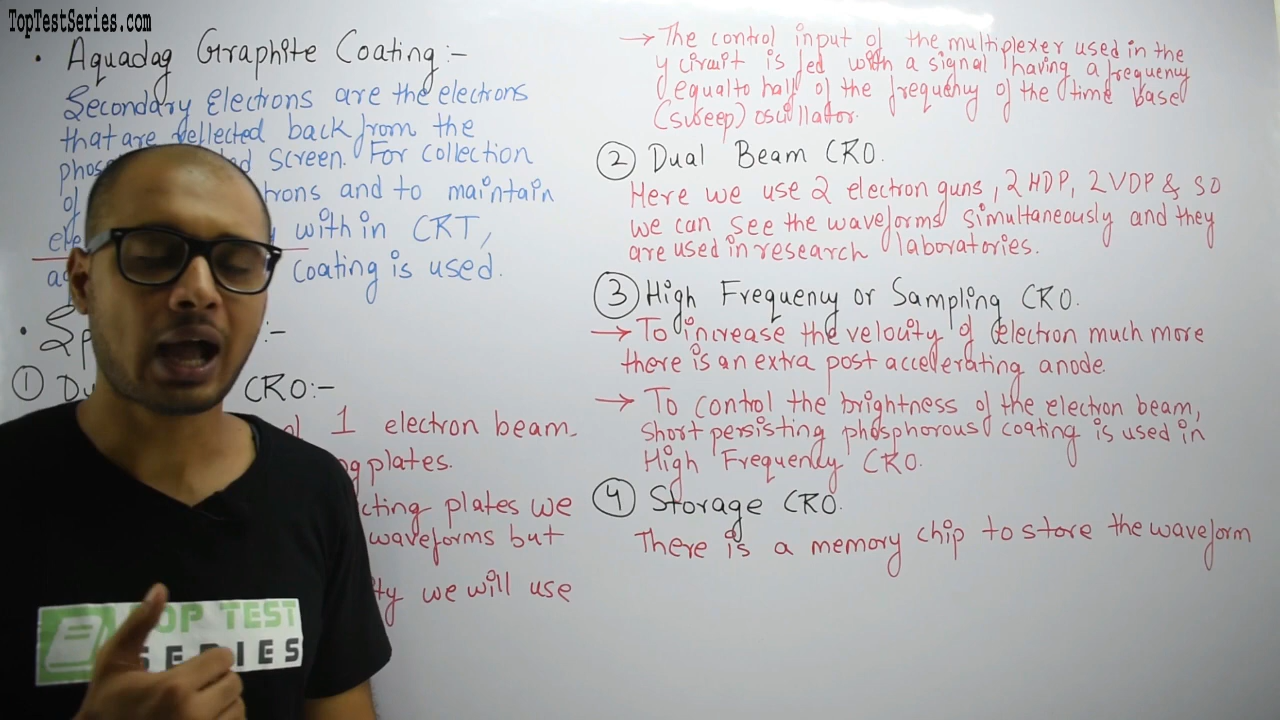 TopTestSeries.com
• Aquadag Graphite Coating :-
Secondary electrons are the electrons
that are reflected back from the
screen. For collection
of and to maintain
with in CRT,
coating is used.
:-
① CRO:-
1 electron beam.
plates.
plates we
waveforms but
we will use
→ The control input of the multiplexer used in the
y circuit is fed with a signal having a frequency
equal to half of the frequency of the time base
(sweep) oscillator.
② Dual Beam CRO.
Here we use 2 electron guns, 2 HDP, 2 VDP & so
we can see the waveforms simultaneously and they
are used in research laboratories.
③ High Frequency or Sampling CRO.
→ To increase the velocity of electron much more
there is an extra post accelerating anode.
→ To control the brightness of the electron beam,
short persisting phosphorous coating is used in
High Frequency CRO.
④ Storage CRO.
There is a memory chip to store the waveform
TOP TEST
SERIES